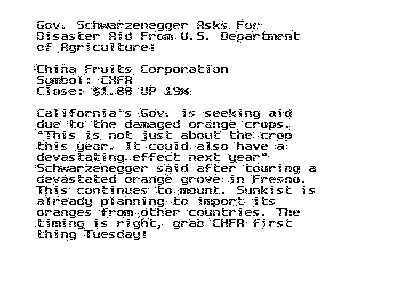 Gov. Schwarzenegger Asks For
Disaster Aid From U.S. Department
of Agriculture!
China Fruits Corporation
Symbol: CHFR
Close: $1.88 UP 19%
California's Gov. is seeking aid
due to the damaged orange crops.
"This is not just about the crop
this year. It could also have a
devastating effect next year"
Schwarzenegger said after touring a
devastated orange grove in Fresno.
This continues to mount. Sunkist is
already planning to import its
oranges from other countries. The
timing is right, grab CHFR first
thing Tuesday!